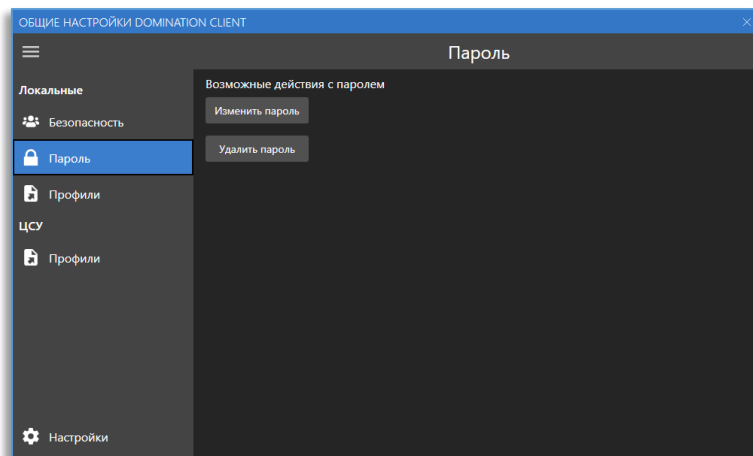 ОБЩИЕ НАСТРОЙКИ DOMINATION CLIENT
Пароль
Локальные
Безопасность
Пароль
Профили
ЦСУ
Профили
Настройки
Возможные действия с паролем
Изменить пароль
Удалить пароль